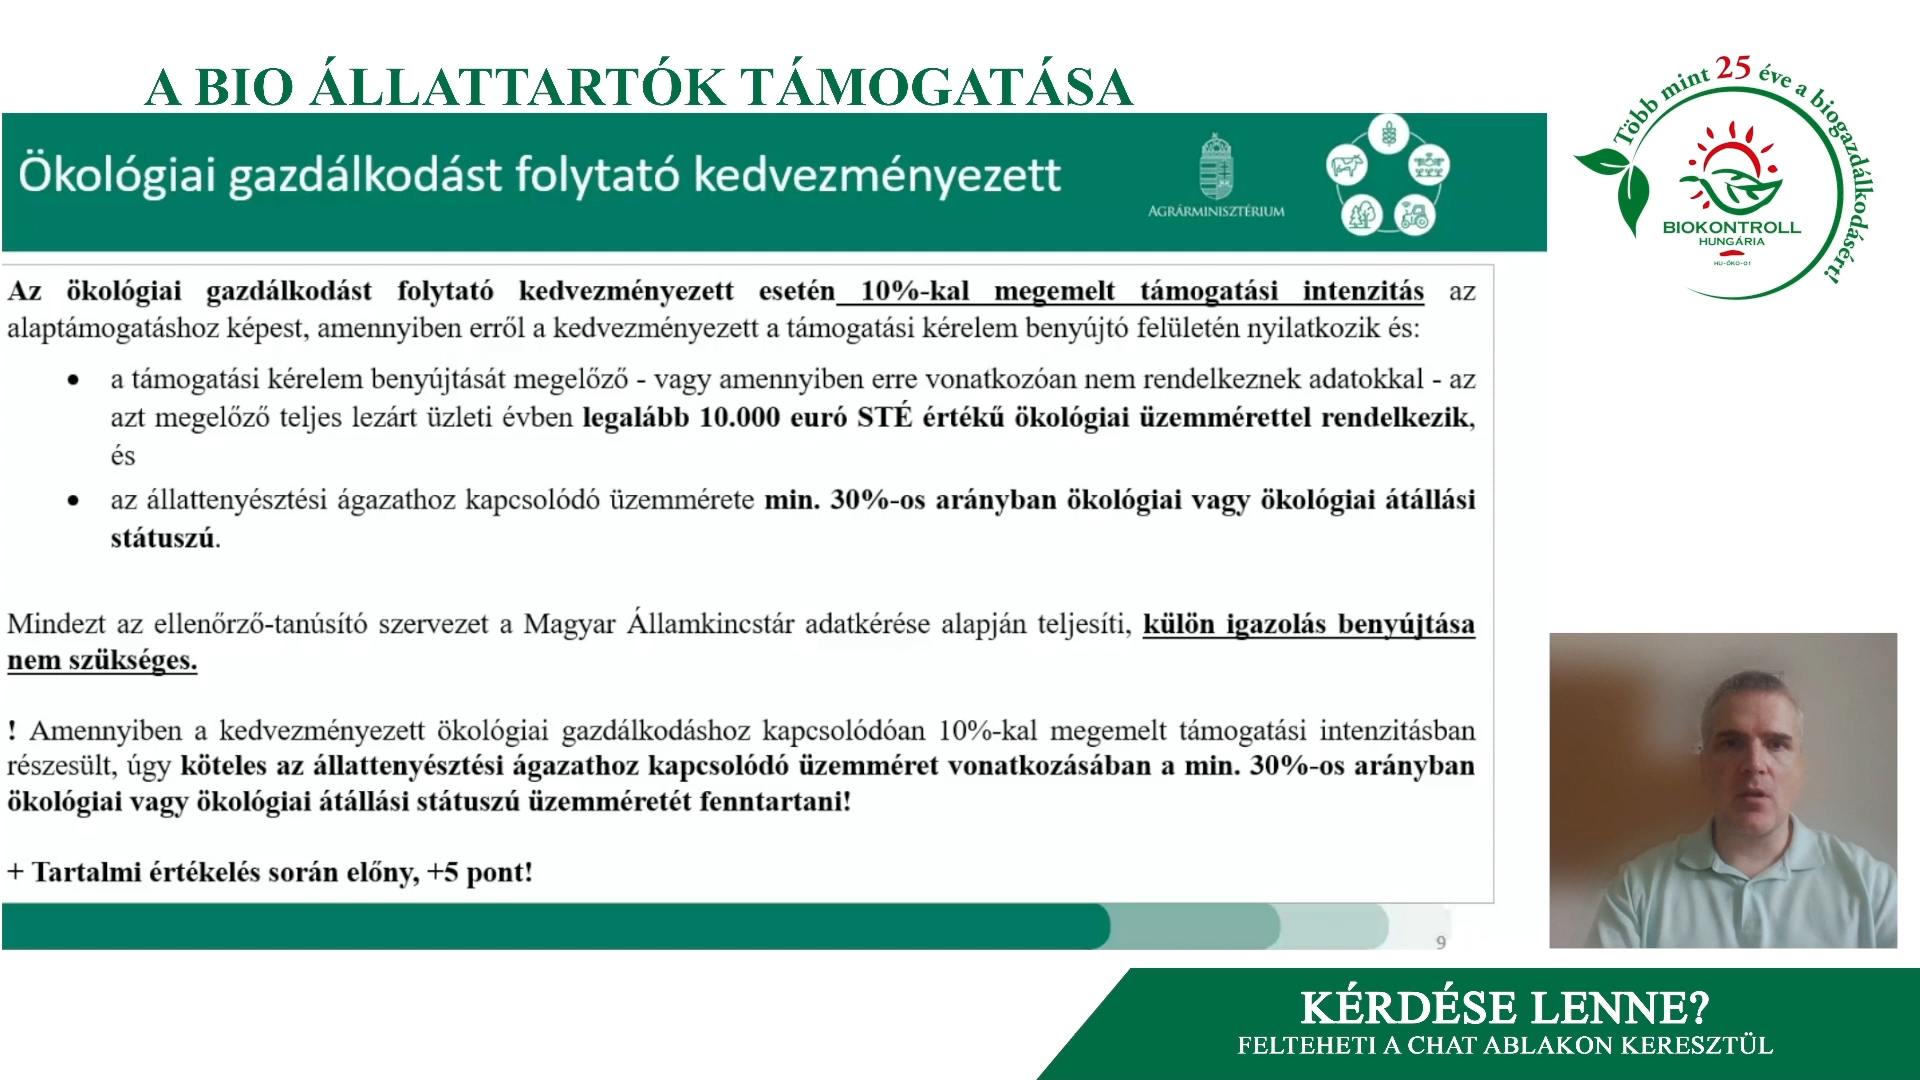 A BIO ÁLLATTARTÓK TÁMOGATÁSA
Ökológiai gazdálkodást folytató kedvezményezett
AGRÁRMINISZTÉRIUM
Több mint 25 éve a biogazdálkodásért!
BIOKONTROLL
HUNGÁRIA
HU-ÖKO-01
Az ökológiai gazdálkodást folytató kedvezményezett esetén 10%-kal megemelt támogatási intenzitás az
alaptámogatáshoz képest, amennyiben erről a kedvezményezett a támogatási kérelem benyújtó felületén nyilatkozik és:
• a támogatási kérelem benyújtását megelőző - vagy amennyiben erre vonatkozóan nem rendelkeznek adatokkal - az
azt megelőző teljes lezárt üzleti évben legalább 10.000 euró STÉ értékű ökológiai üzemmérettel rendelkezik,
és
• az állattenyésztési ágazathoz kapcsolódó üzemmérete min. 30%-os arányban ökológiai vagy ökológiai átállási
státuszú.
Mindezt az ellenőrző-tanúsító szervezet a Magyar Államkincstár adatkérése alapján teljesíti, külön igazolás benyújtása
nem szükséges.
! Amennyiben a kedvezményezett ökológiai gazdálkodáshoz kapcsolódóan 10%-kal megemelt támogatási intenzitásban
részesült, úgy köteles az állattenyésztési ágazathoz kapcsolódó üzemméret vonatkozásában a min. 30%-os arányban
ökológiai vagy ökológiai átállási státuszú üzemméretét fenntartani!
+ Tartalmi értékelés során előny, +5 pont!
9
KÉRDÉSE LENNE?
FELTEHETI A CHAT ABLAKON KERESZTÜL